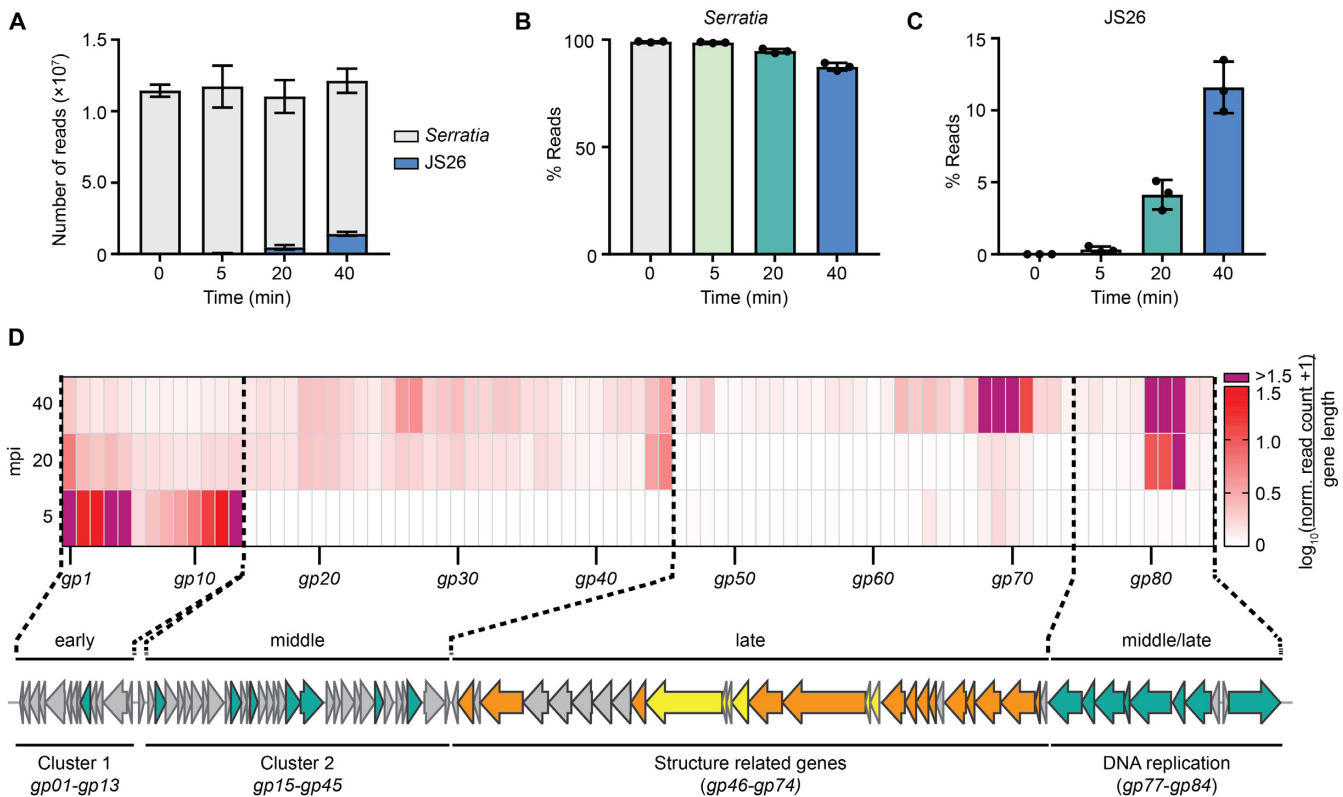 A
Number of reads (×10⁷)
1.5
1.0
5.0
0
0 5 20 40
Time (min)
Serratia
JS26
B
Serratia
% Reads
100
50
0
0 5 20 40
Time (min)
C
JS26
% Reads
15
10
5
0
0 5 20 40
Time (min)
D
mpi
40
20
5
gp1 gp10 gp20 gp30 gp40 gp50 gp60 gp70 gp80
>1.5
1.5
1.0
0.5
0
log₁₀(norm. read count +1)
gene length
early middle late middle/late
Cluster 1 Cluster 2 Structure related genes DNA replication
gp01-gp13 gp15-gp45 (gp46-gp74) (gp77-gp84)